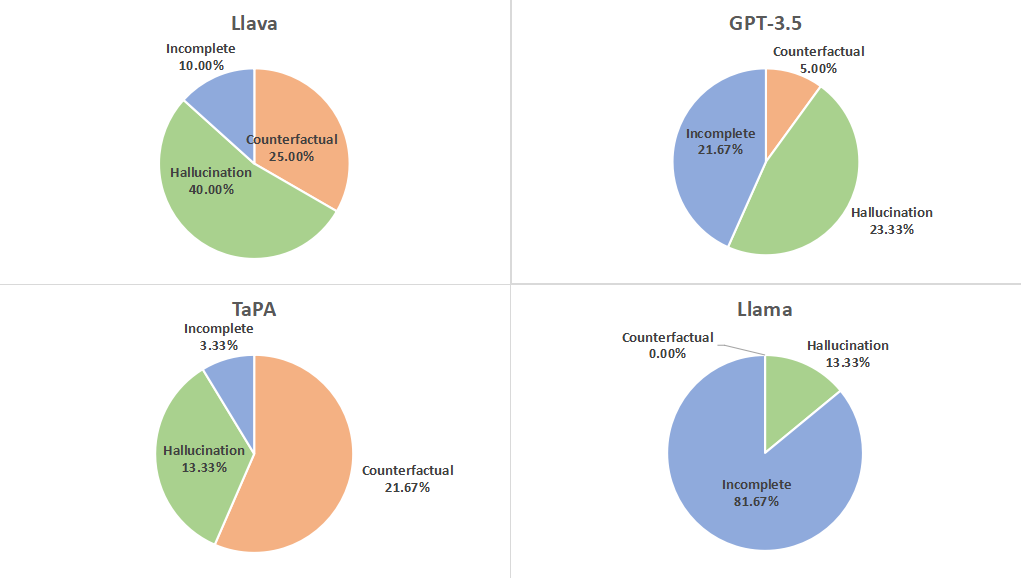 Llava
Incomplete
10.00%
Counterfactual
25.00%
Hallucination
40.00%
GPT-3.5
Counterfactual
5.00%
Incomplete
21.67%
Hallucination
23.33%
TaPA
Incomplete
3.33%
Hallucination
13.33%
Counterfactual
21.67%
Llama
Counterfactual
0.00%
Hallucination
13.33%
Incomplete
81.67%